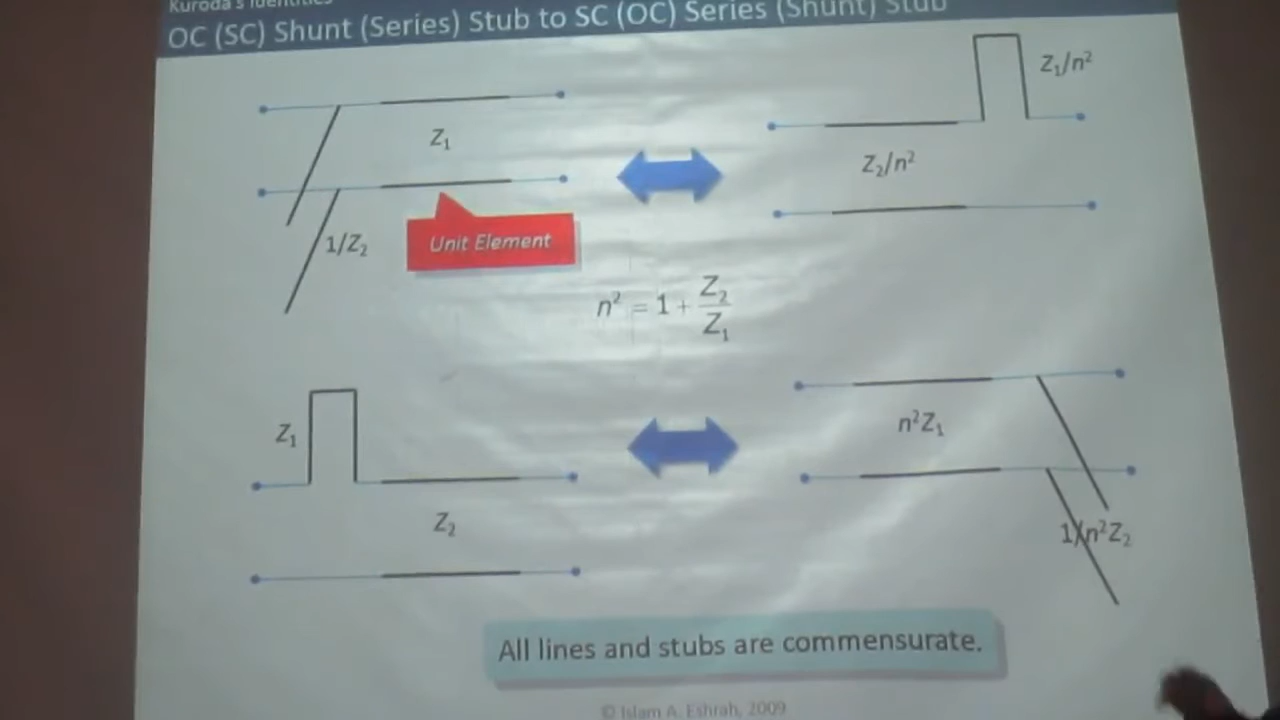 Kuroda's Identities
OC (SC) Shunt (Series) Stub to SC (OC) Series (Shunt) Stub
Z₁/n²
Z₁
Z₂/n²
1/Z₂
Unit Element
n² = 1 + Z₂/Z₁
n²Z₁
Z₁
Z₂
1/n²Z₂
All lines and stubs are commensurate.
© Islam A. Eshrah, 2009